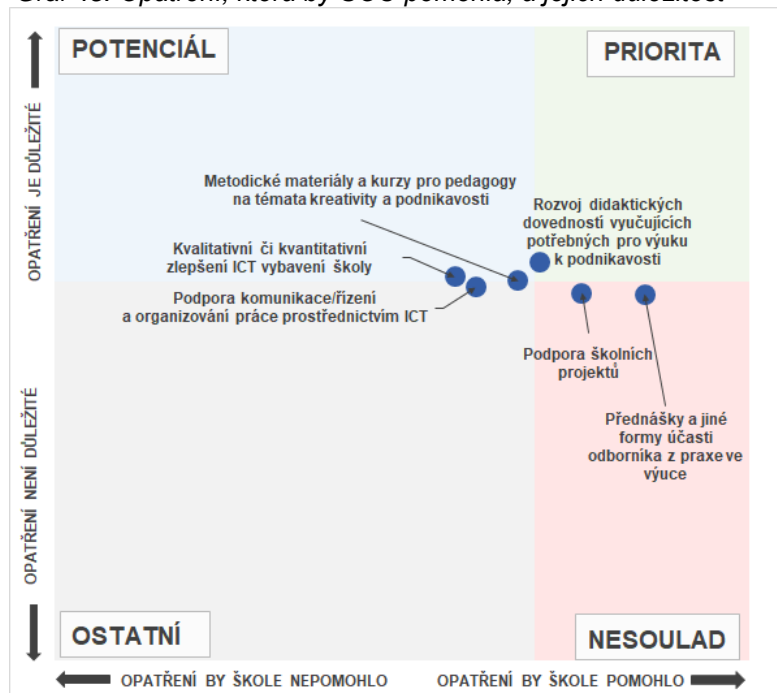 POTENCIÁL
PRIORITA
Metodické materiály a kurzy pro pedagogy
na témata kreativity a podnikavosti
Rozvoj didaktických
dovedností vyučujících
potřebných pro výuku
k podnikavosti
Kvalitativní či kvantitativní
zlepšení ICT vybavení školy
Podpora komunikace/řízení
a organizování práce prostřednictvím ICT
Podpora školních
projektů
Přednášky a jiné
formy účasti
odborníka z praxe ve
výuce
OSTATNÍ
NESOULAD
OPATŘENÍ JE DŮLEŽITÉ
OPATŘENÍ NENÍ DŮLEŽITÉ
OPATŘENÍ BY ŠKOLE NEPOMOHLO
OPATŘENÍ BY ŠKOLE POMOHLO